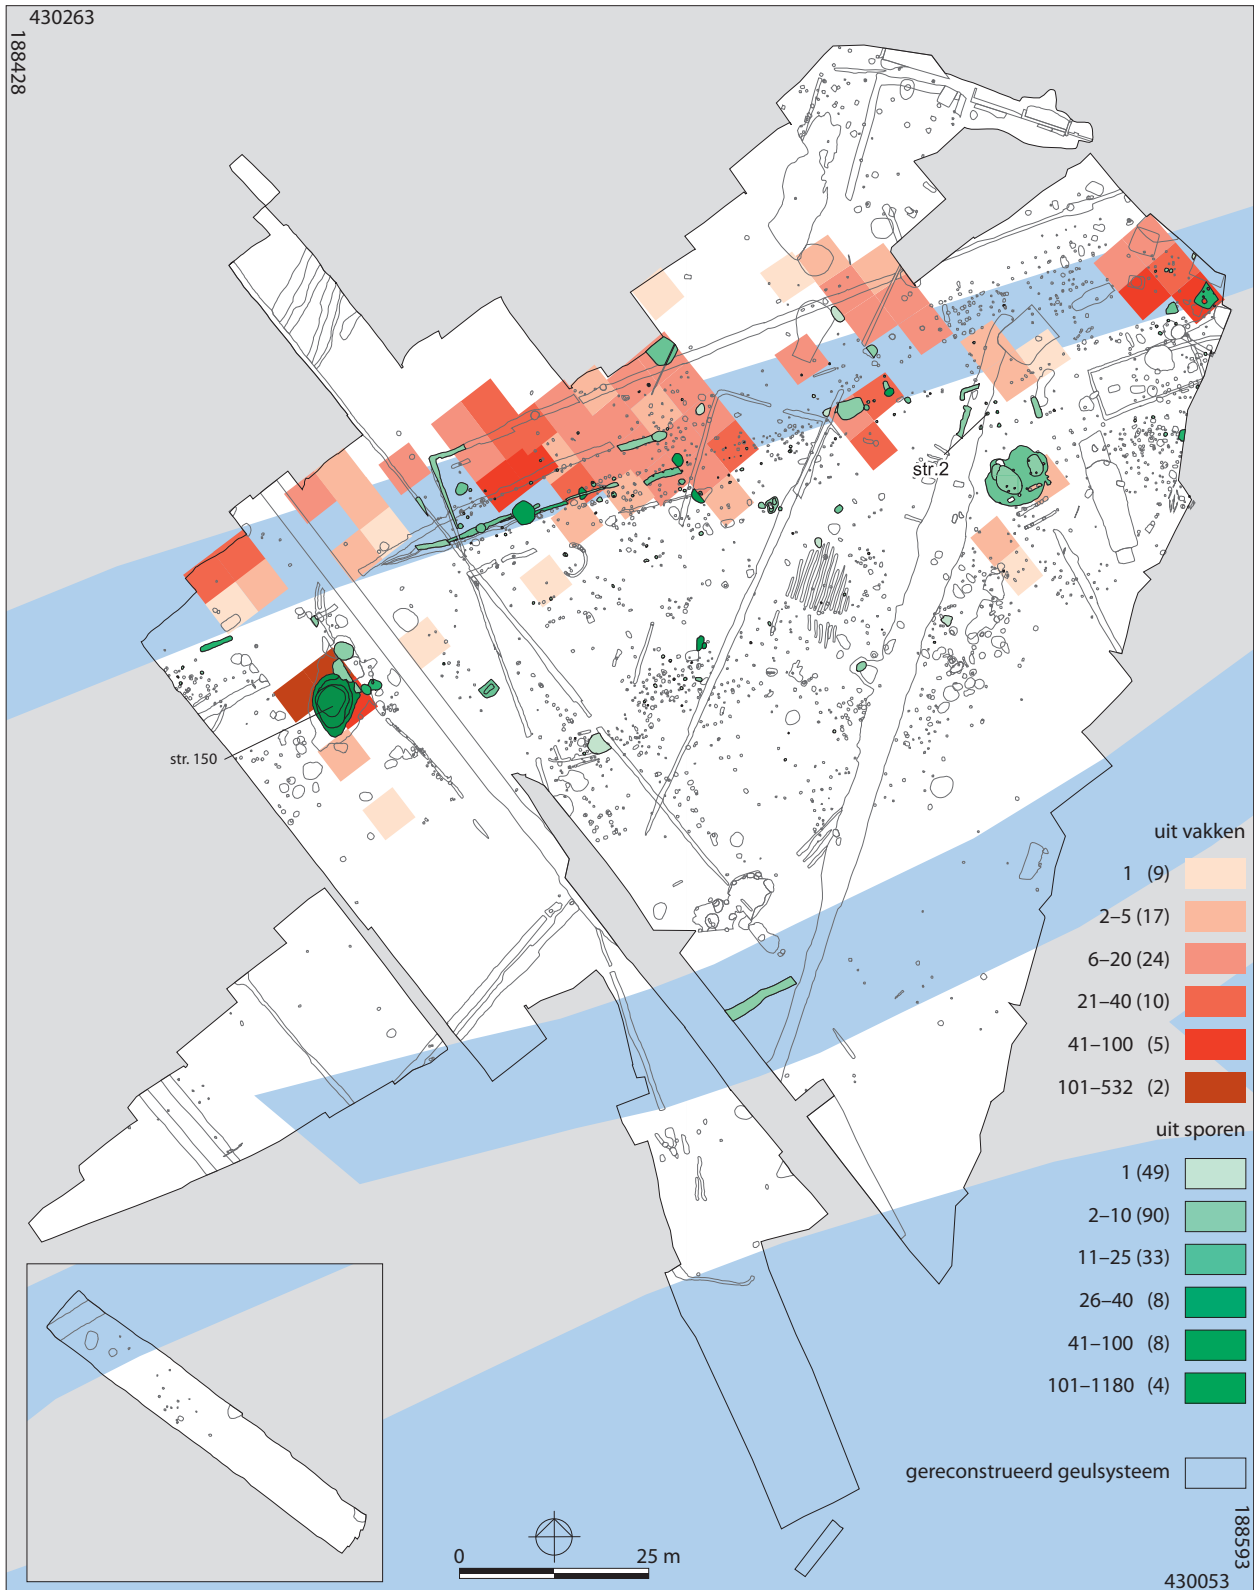 430263
188428
str.2
str. 150
uit vakken
1 (9)
2–5 (17)
6–20 (24)
21–40 (10)
41–100 (5)
101–532 (2)
uit sporen
1 (49)
2–10 (90)
11–25 (33)
26–40 (8)
41–100 (8)
101–1180 (4)
gereconstrueerd geulsysteem
0 25 m
188593
430053